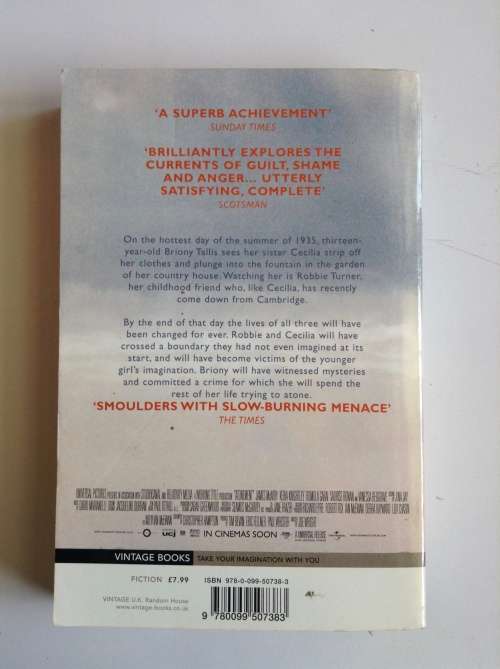 'A SUPERB ACHIEVEMENT'
SUNDAY TIMES
'BRILLIANTLY EXPLORES THE
CURRENTS OF GUILT, SHAME
AND ANGER... UTTERLY
SATISFYING, COMPLETE'
SCOTSMAN
On the hottest day of the summer of 1935, thirteen-
year-old Briony Tallis sees her sister Cecilia strip off
her clothes and plunge into the fountain in the garden
of her country house. Watching her is Robbie Turner,
her childhood friend who, like Cecilia, has recently
come down from Cambridge.
By the end of that day the lives of all three will have
been changed for ever. Robbie and Cecilia will have
crossed a boundary they had not even imagined at its
start, and will have become victims of the younger
girl's imagination. Briony will have witnessed mysteries
and committed a crime for which she will spend the
rest of her life trying to atone.
'SMOULDERS WITH SLOW-BURNING MENACE'
THE TIMES
UNIVERSAL PICTURES
IN CINEMAS SOON
VINTAGE BOOKS TAKE YOUR IMAGINATION WITH YOU
FICTION £7.99 ISBN 978-0-099-50738-3
VINTAGE U.K. Random House
www.vintage-books.co.uk
9 780099 507383